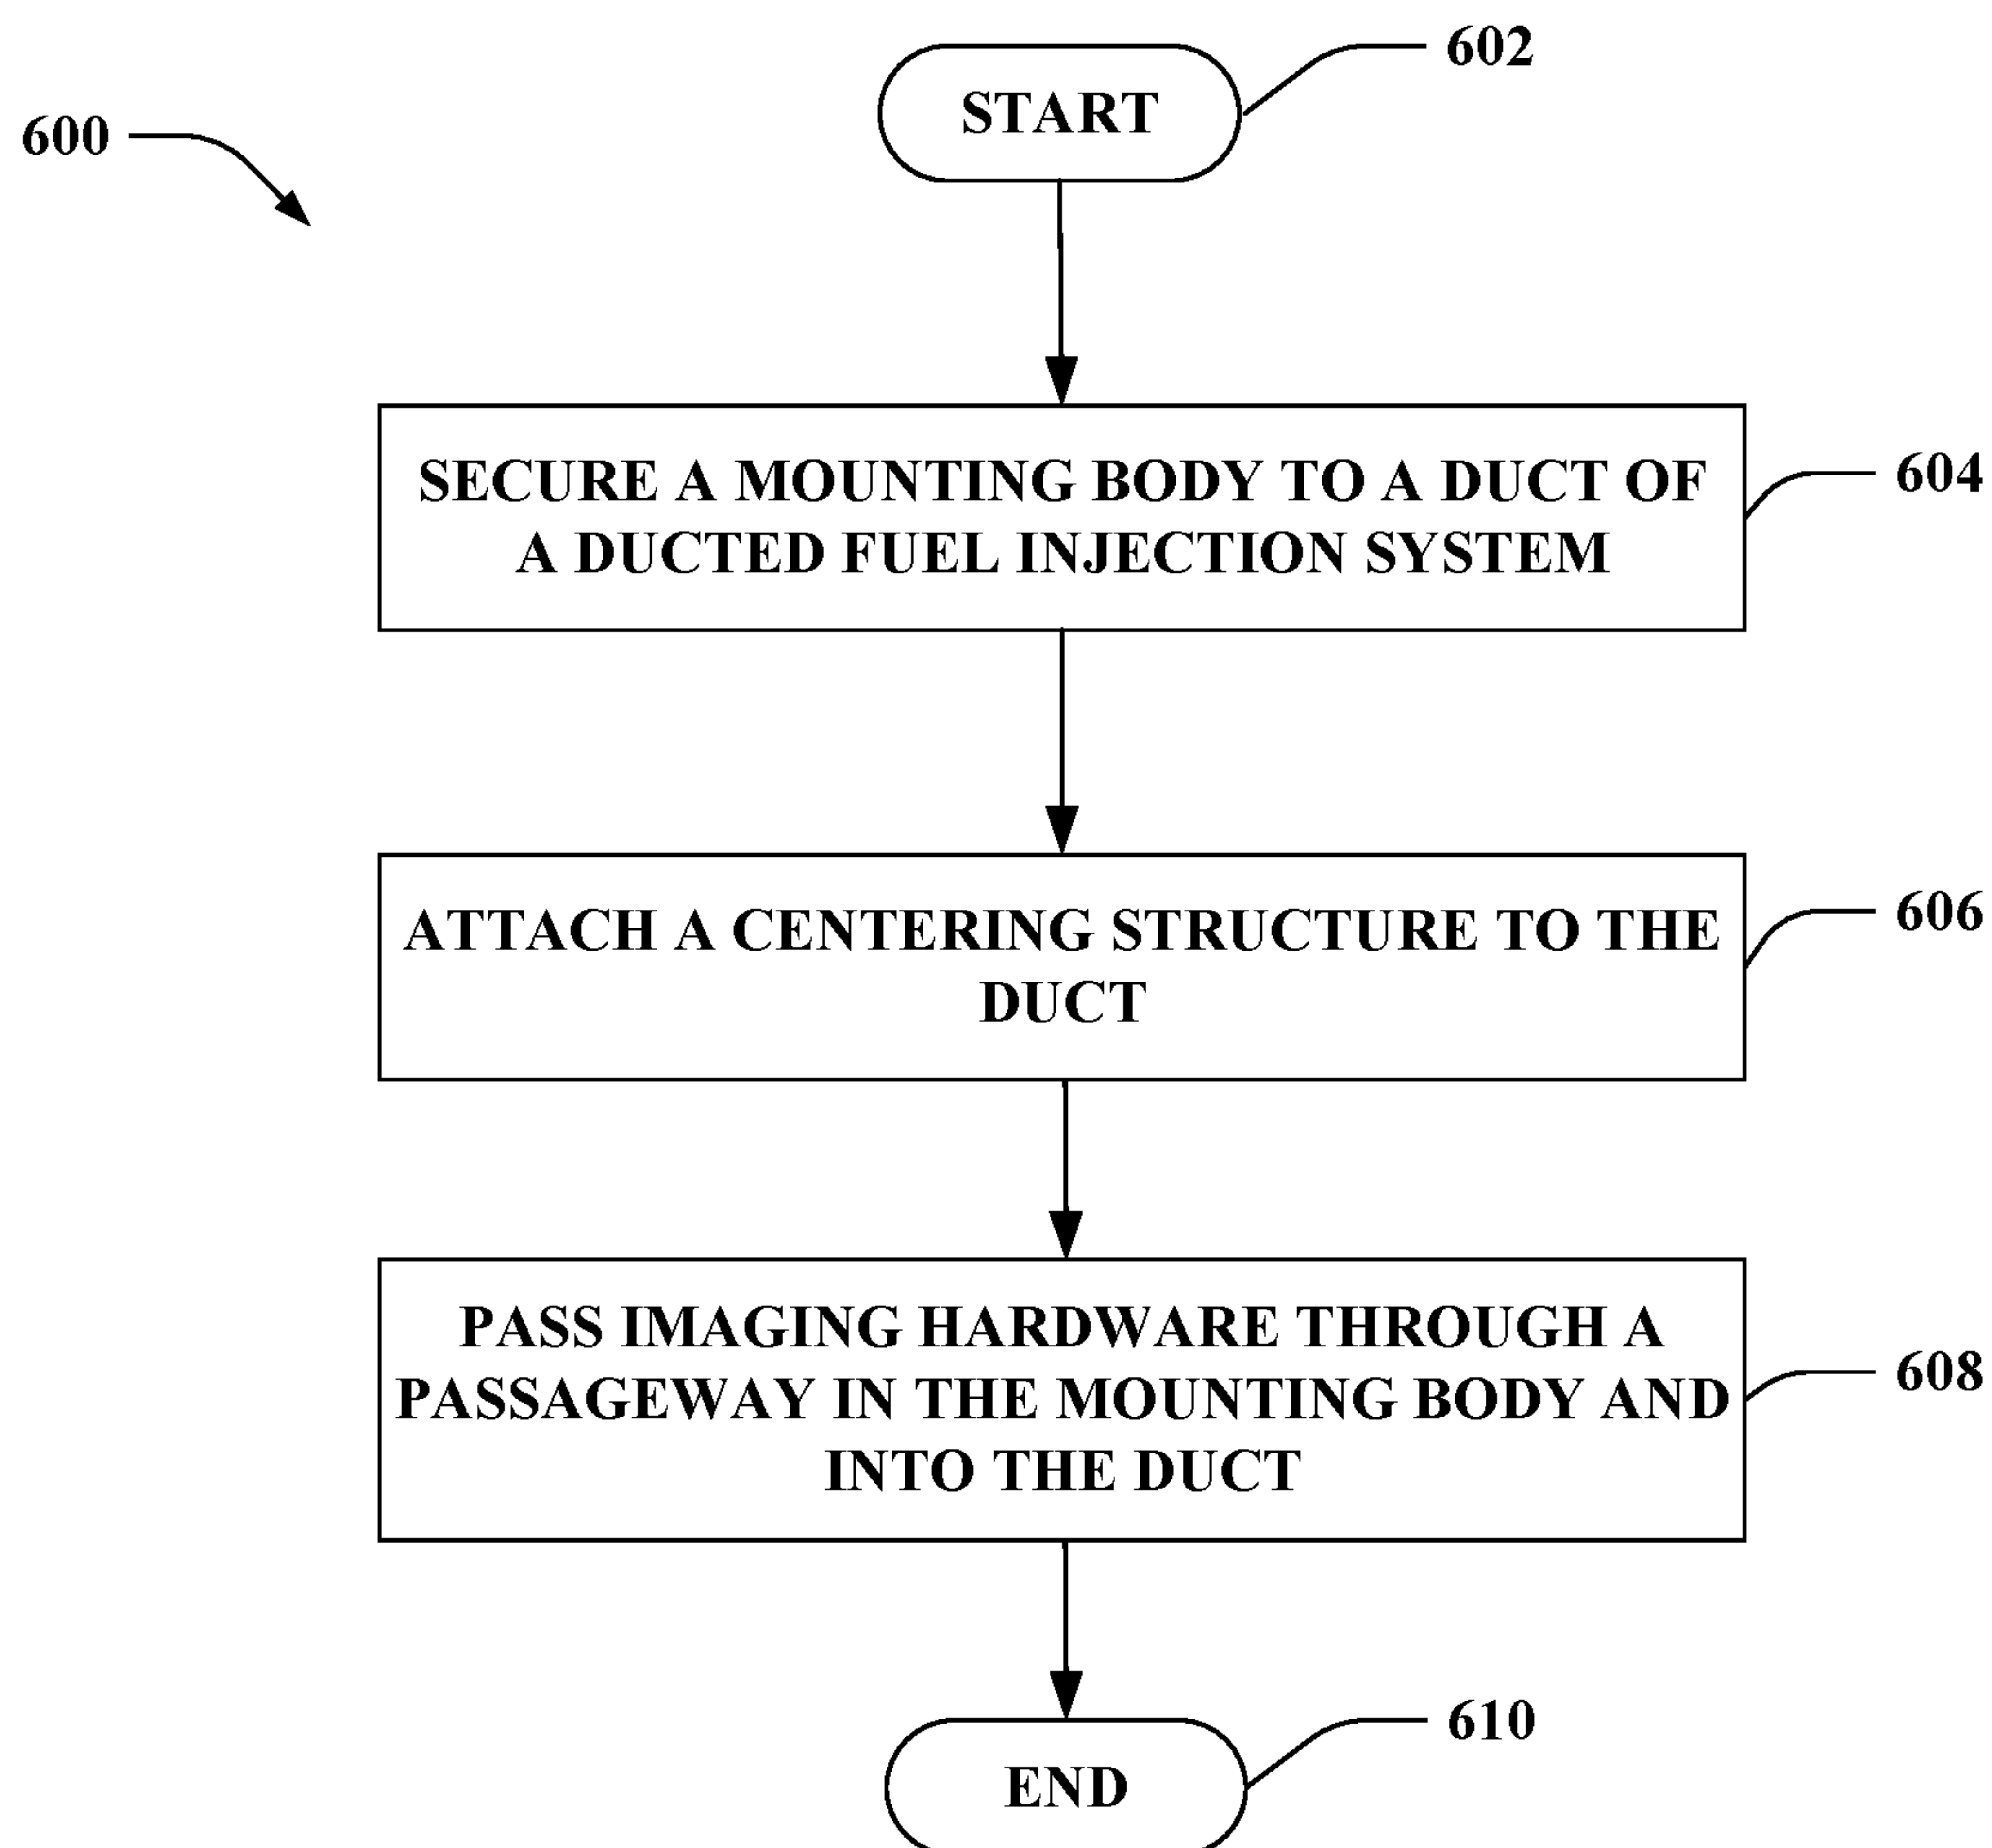 602
START
600
SECURE A MOUNTING BODY TO A DUCT OF
A DUCTED FUEL INJECTION SYSTEM
604
ATTACH A CENTERING STRUCTURE TO THE
DUCT
606
PASS IMAGING HARDWARE THROUGH A
PASSAGEWAY IN THE MOUNTING BODY AND
INTO THE DUCT
608
610
END